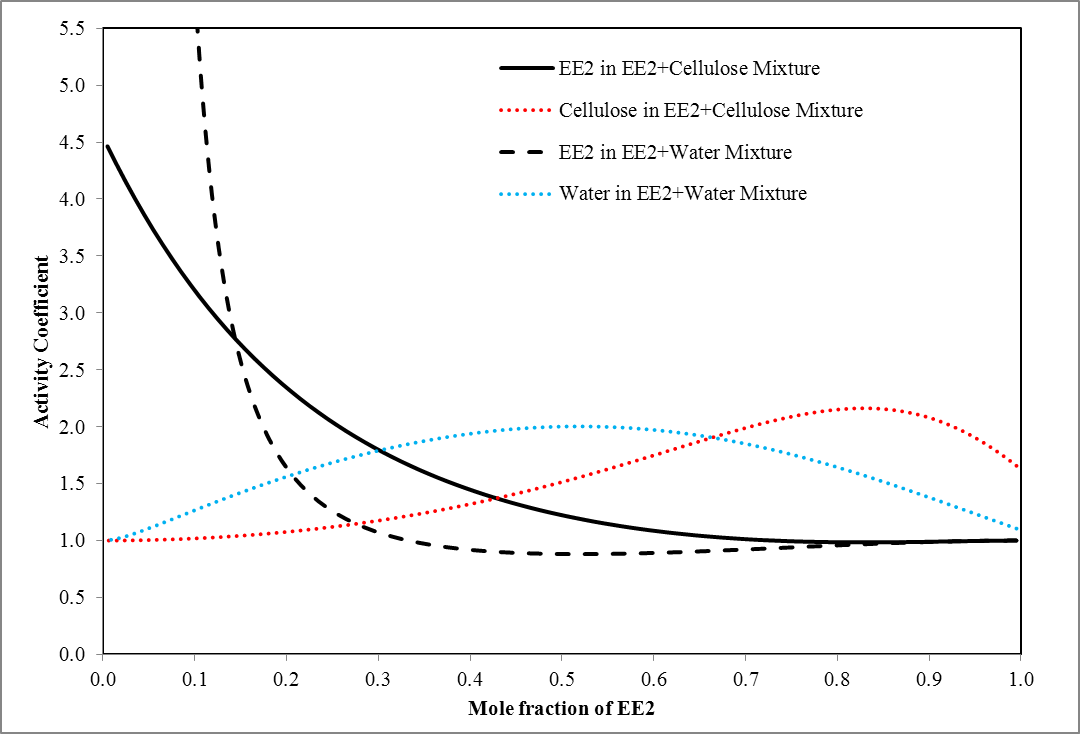 5.5
5.0
4.5
4.0
3.5
3.0
2.5
2.0
1.5
1.0
0.5
0.0
Activity Coefficient
EE2 in EE2+Cellulose Mixture
Cellulose in EE2+Cellulose Mixture
EE2 in EE2+Water Mixture
Water in EE2+Water Mixture
0.0 0.1 0.2 0.3 0.4 0.5 0.6 0.7 0.8 0.9 1.0
Mole fraction of EE2